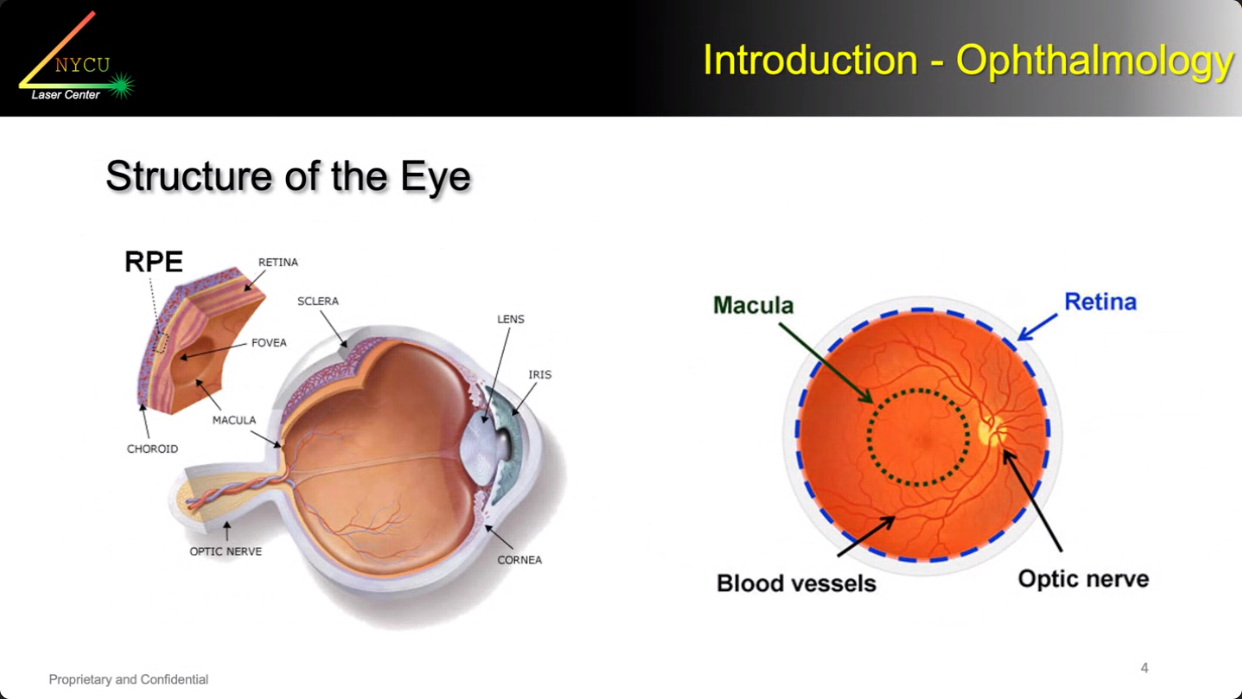 NYCU
Laser Center
Introduction - Ophthalmology
Structure of the Eye
RPE
RETINA
SCLERA
LENS
FOVEA
IRIS
MACULA
CHOROID
OPTIC NERVE
CORNEA
Macula
Retina
Blood vessels
Optic nerve
Proprietary and Confidential
4